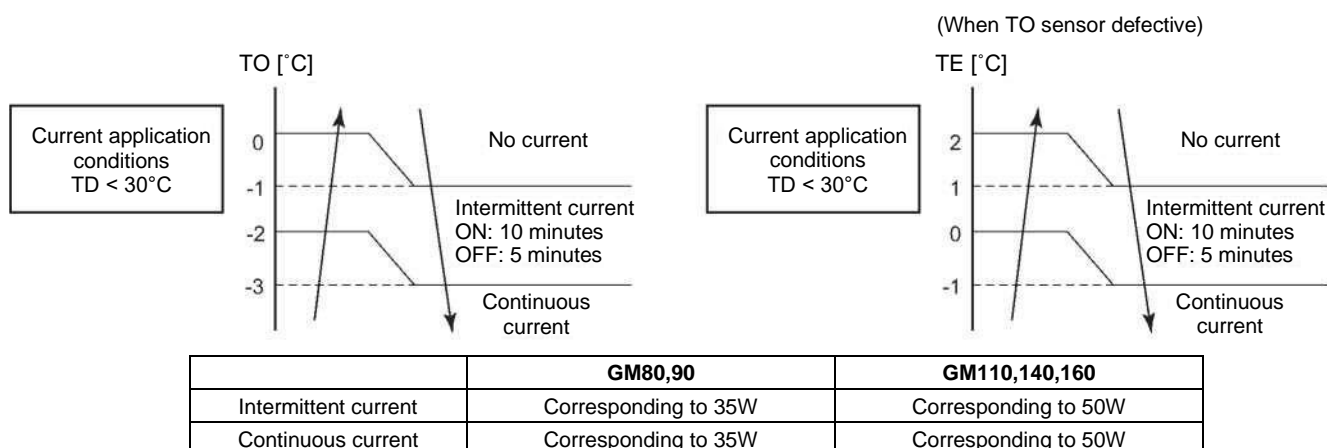 (When TO sensor defective)
TO [˚C]
TE [˚C]
Current application
conditions
TD < 30°C
0
-1
-2
-3
No current
Intermittent current
ON: 10 minutes
OFF: 5 minutes
Continuous
current
Current application
conditions
TD < 30°C
2
1
0
-1
No current
Intermittent current
ON: 10 minutes
OFF: 5 minutes
Continuous
current
GM80,90 GM110,140,160
Intermittent current Corresponding to 35W Corresponding to 50W
Continuous current Corresponding to 35W Corresponding to 50W